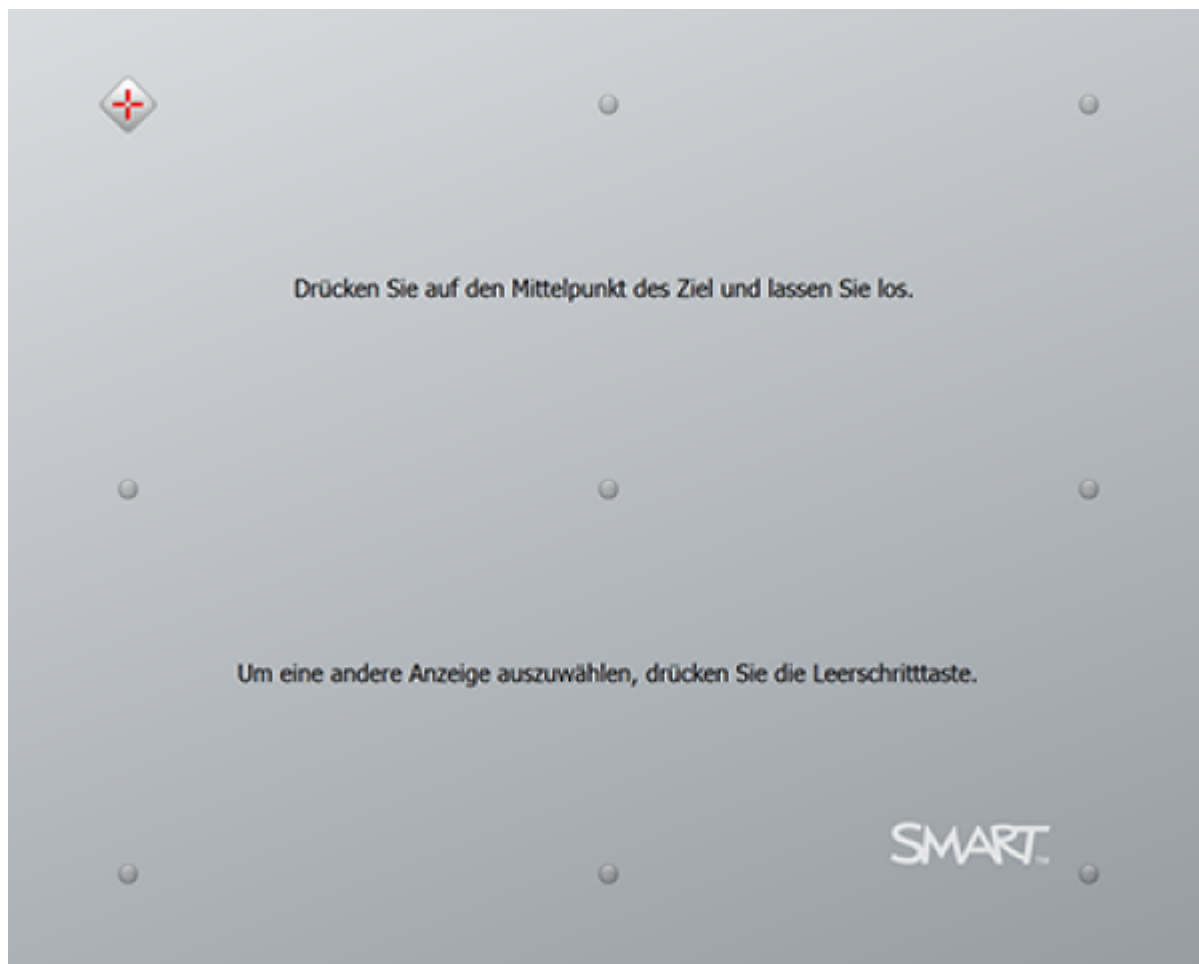 Drücken Sie auf den Mittelpunkt des Ziel und lassen Sie los.
Um eine andere Anzeige auszuwählen, drücken Sie die Leerschritttaste.
SMART™